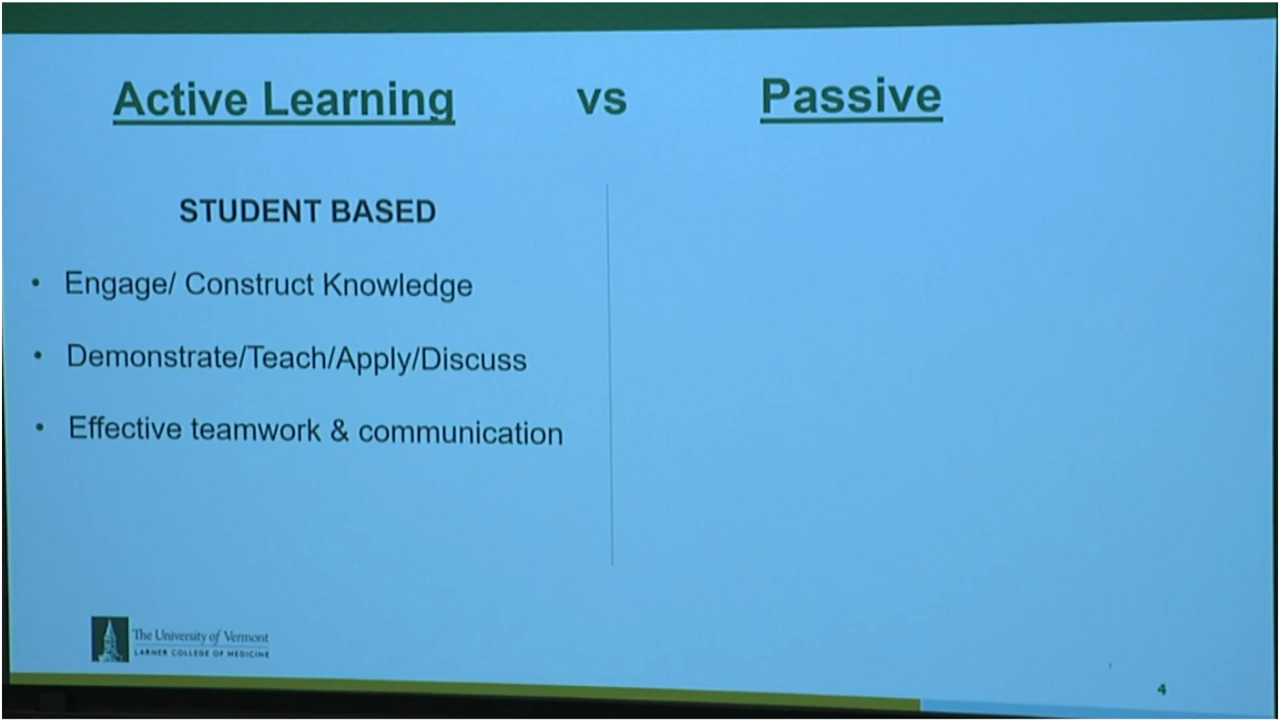 Active Learning vs Passive
STUDENT BASED
• Engage/ Construct Knowledge
• Demonstrate/Teach/Apply/Discuss
• Effective teamwork & communication
The University of Vermont
LARNER COLLEGE OF MEDICINE
4